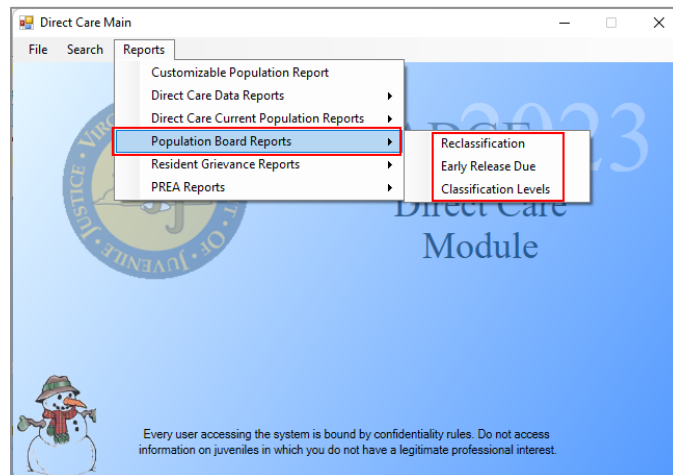 Direct Care Main
File Search Reports
Customizable Population Report
Direct Care Data Reports
Direct Care Current Population Reports
Population Board Reports
Resident Grievance Reports
PREA Reports
Reclassification
Early Release Due
Classification Levels
2023
Direct Care
Module
JUSTICE
OF JUVENILE
Every user accessing the system is bound by confidentiality rules. Do not access
information on juveniles in which you do not have a legitimate professional interest.